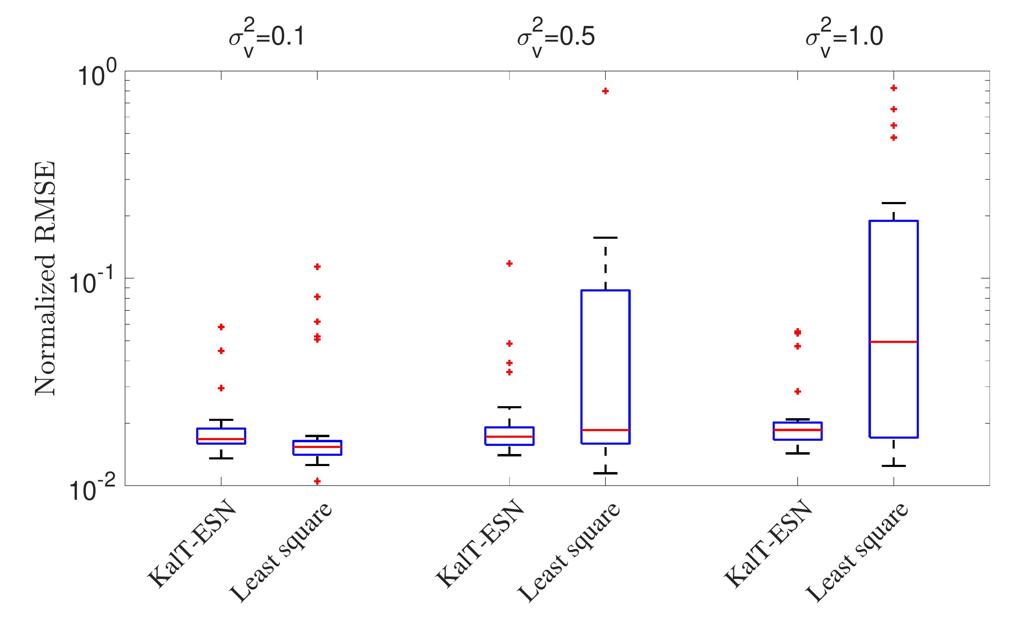 σ²ᵥ=0.1 σ²ᵥ=0.5 σ²ᵥ=1.0
10⁰
10⁻¹
10⁻²
Normalized RMSE
KalT-ESN
Least square
KalT-ESN
Least square
KalT-ESN
Least square